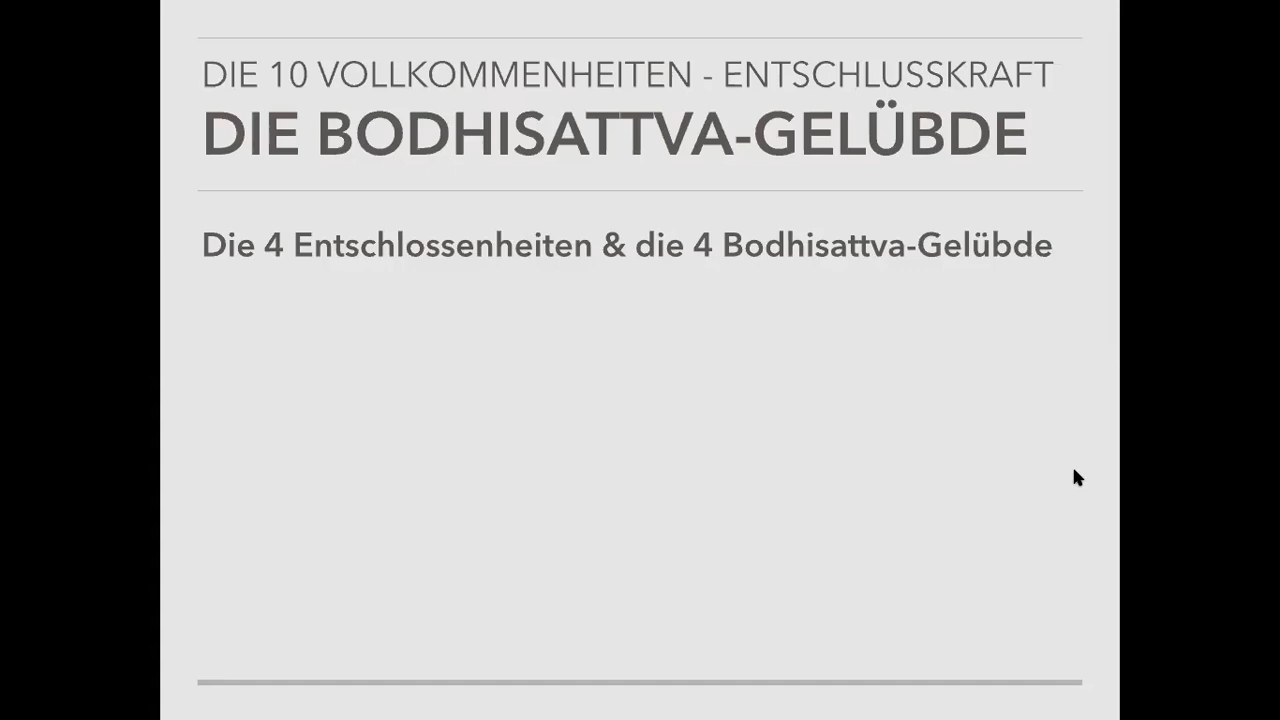 DIE 10 VOLLKOMMENHEITEN - ENTSCHLUSSKRAFT
DIE BODHISATTVA-GELÜBDE
Die 4 Entschlossenheiten & die 4 Bodhisattva-Gelübde